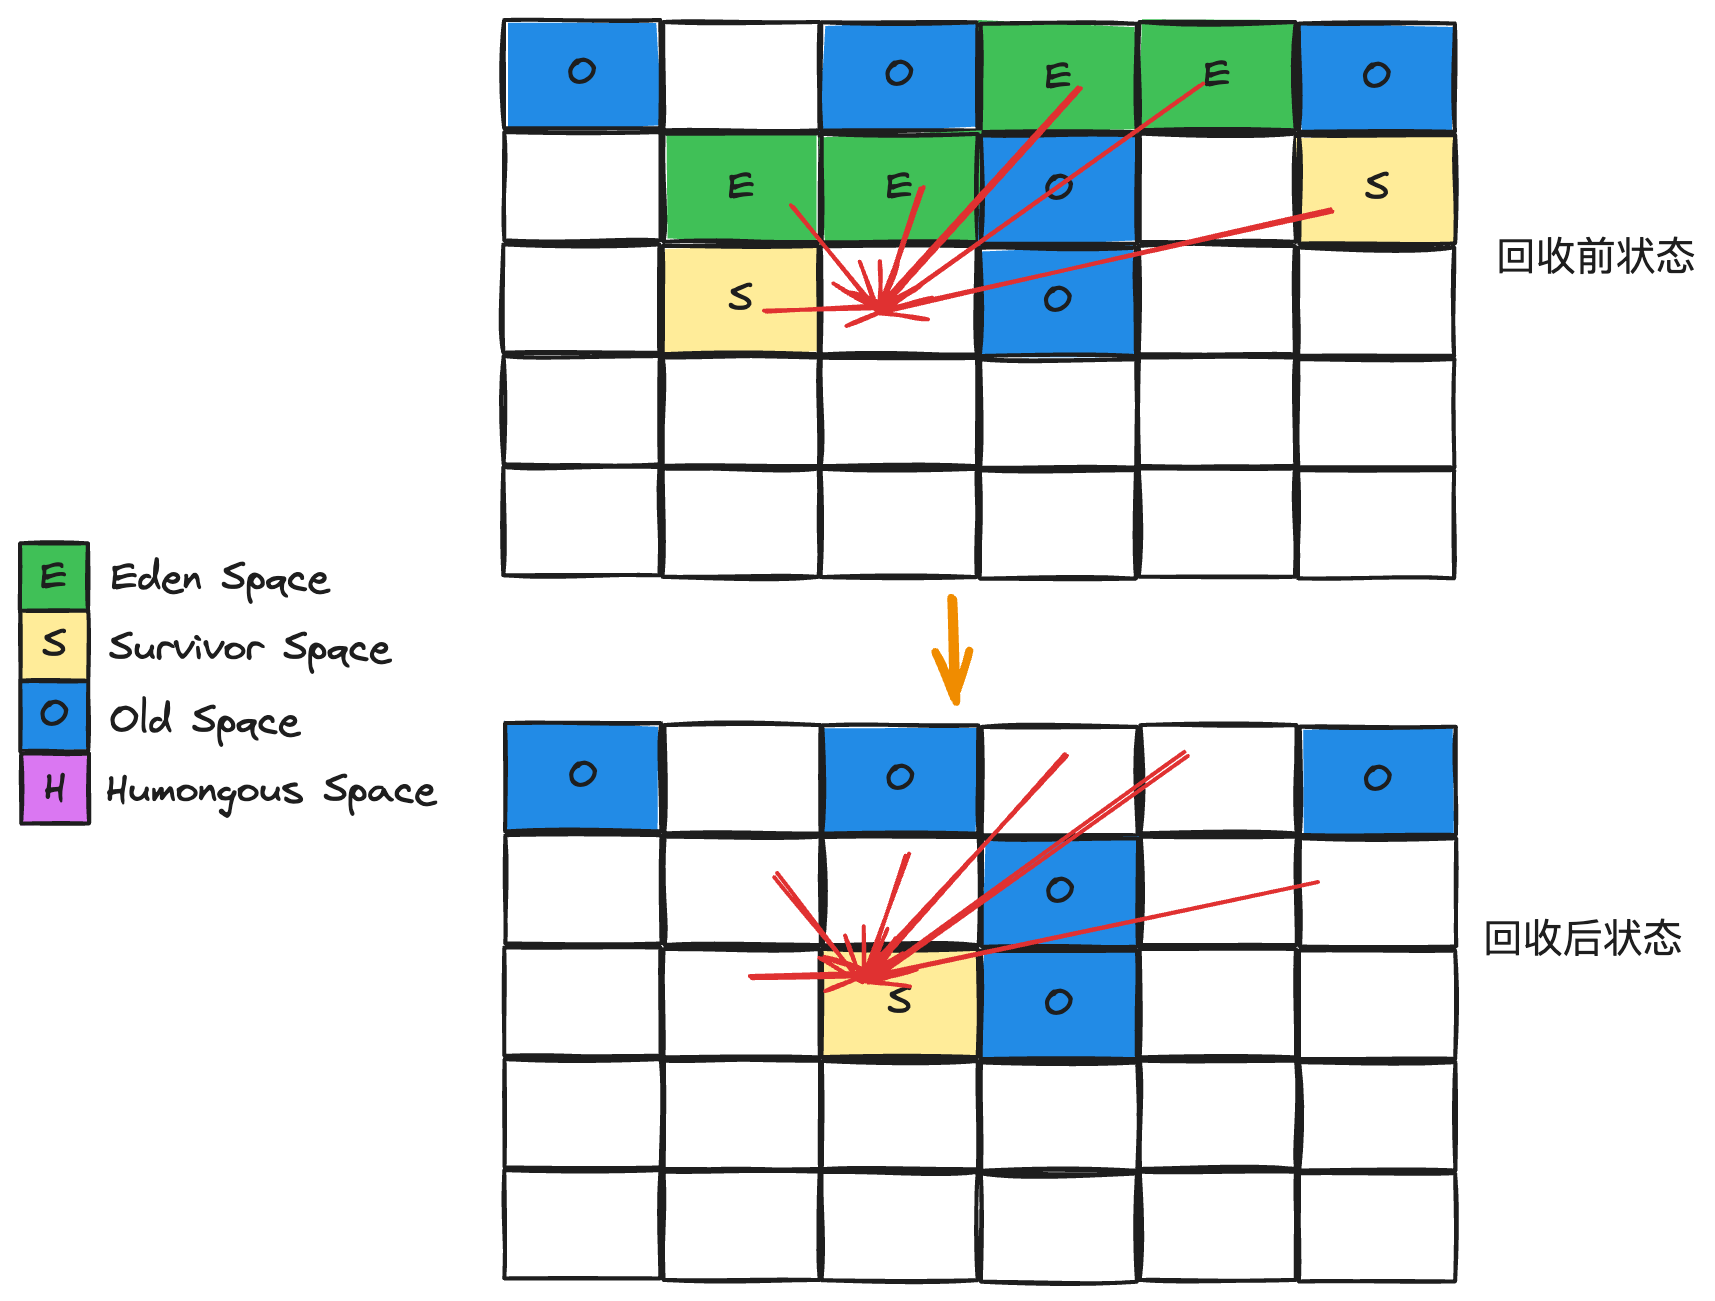 O O E E O
E E O S
S O
回收前状态
E Eden Space
S Survivor Space
O Old Space
H Humongous Space
O O O
O
S O
回收后状态